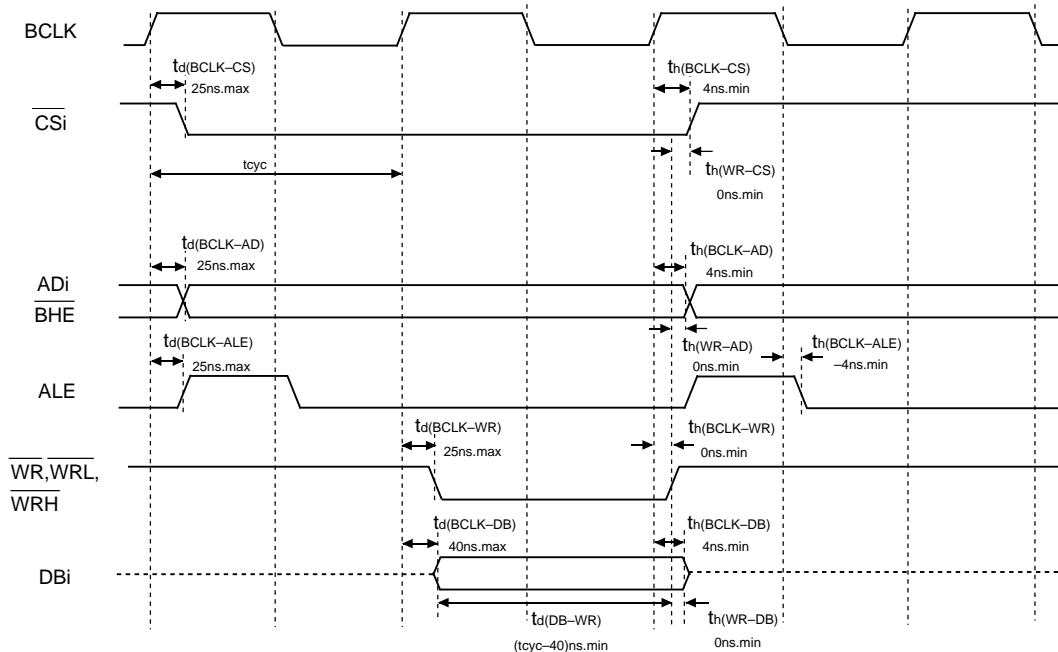 BCLK
td(BCLK–CS)
25ns.max
th(BCLK–CS)
4ns.min
CSi
tcyc
th(WR–CS)
0ns.min
td(BCLK–AD)
25ns.max
th(BCLK–AD)
4ns.min
ADi
BHE
td(BCLK–ALE)
25ns.max
th(WR–AD)
0ns.min
th(BCLK–ALE)
–4ns.min
ALE
td(BCLK–WR)
25ns.max
th(BCLK–WR)
0ns.min
WR,WRL,
WRH
td(BCLK–DB)
40ns.max
th(BCLK–DB)
4ns.min
DBi
td(DB–WR)
(tcyc–40)ns.min
th(WR–DB)
0ns.min